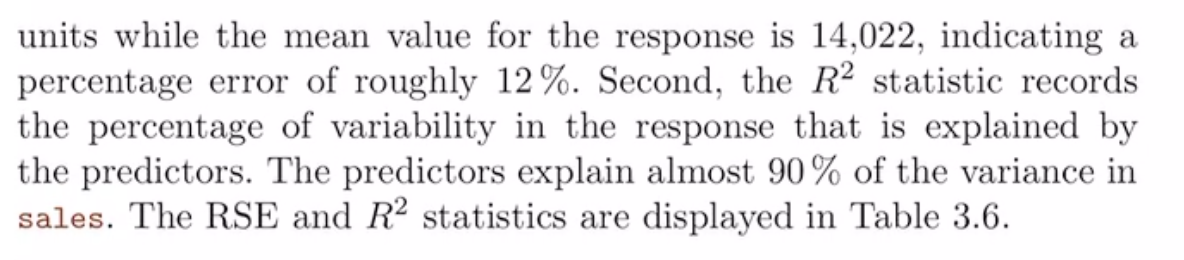 units while the mean value for the response is 14,022, indicating a
percentage error of roughly 12 %. Second, the R² statistic records
the percentage of variability in the response that is explained by
the predictors. The predictors explain almost 90 % of the variance in
sales. The RSE and R² statistics are displayed in Table 3.6.